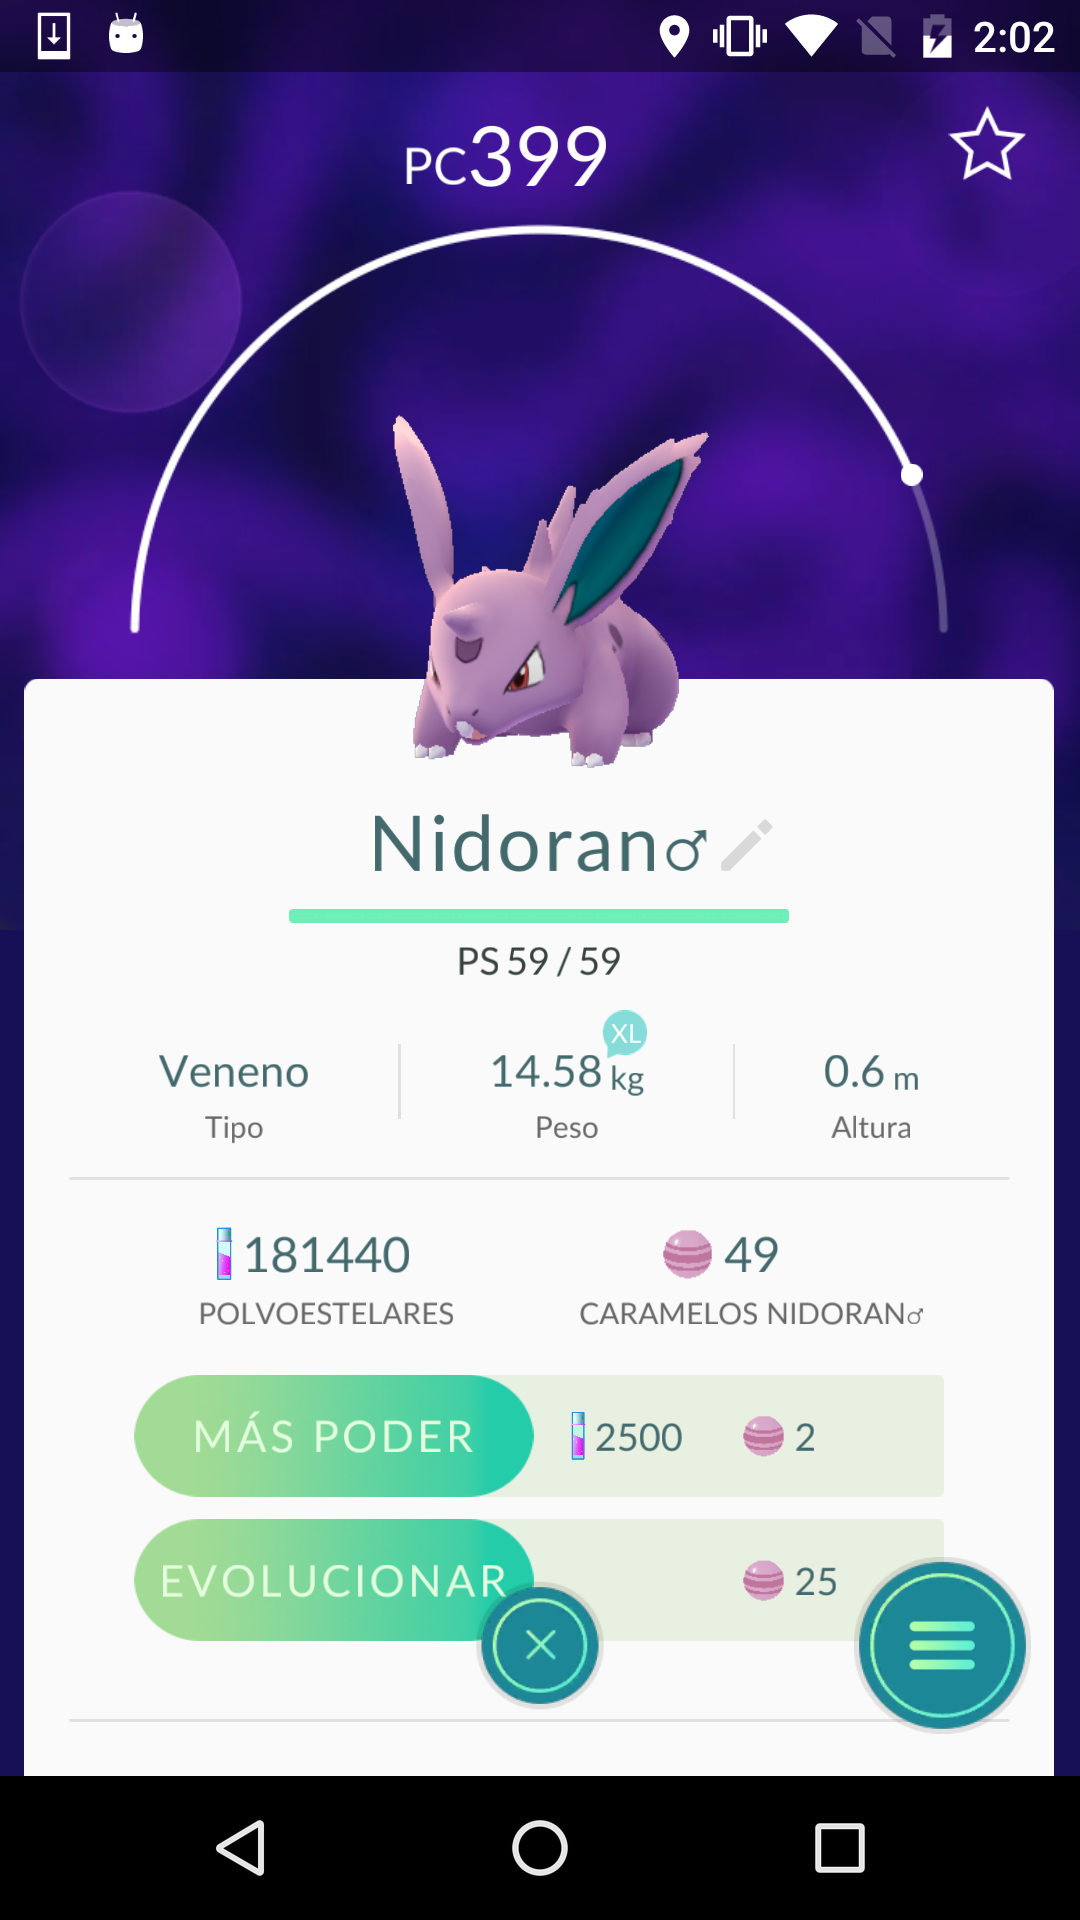 2:02
PC399
Nidoran♂
PS 59 / 59
XL
Veneno 14.58 kg 0.6 m
Tipo Peso Altura
181440 49
POLVOESTELARES CARAMELOS NIDORAN♂
MÁS PODER 2500 2
EVOLUCIONAR 25